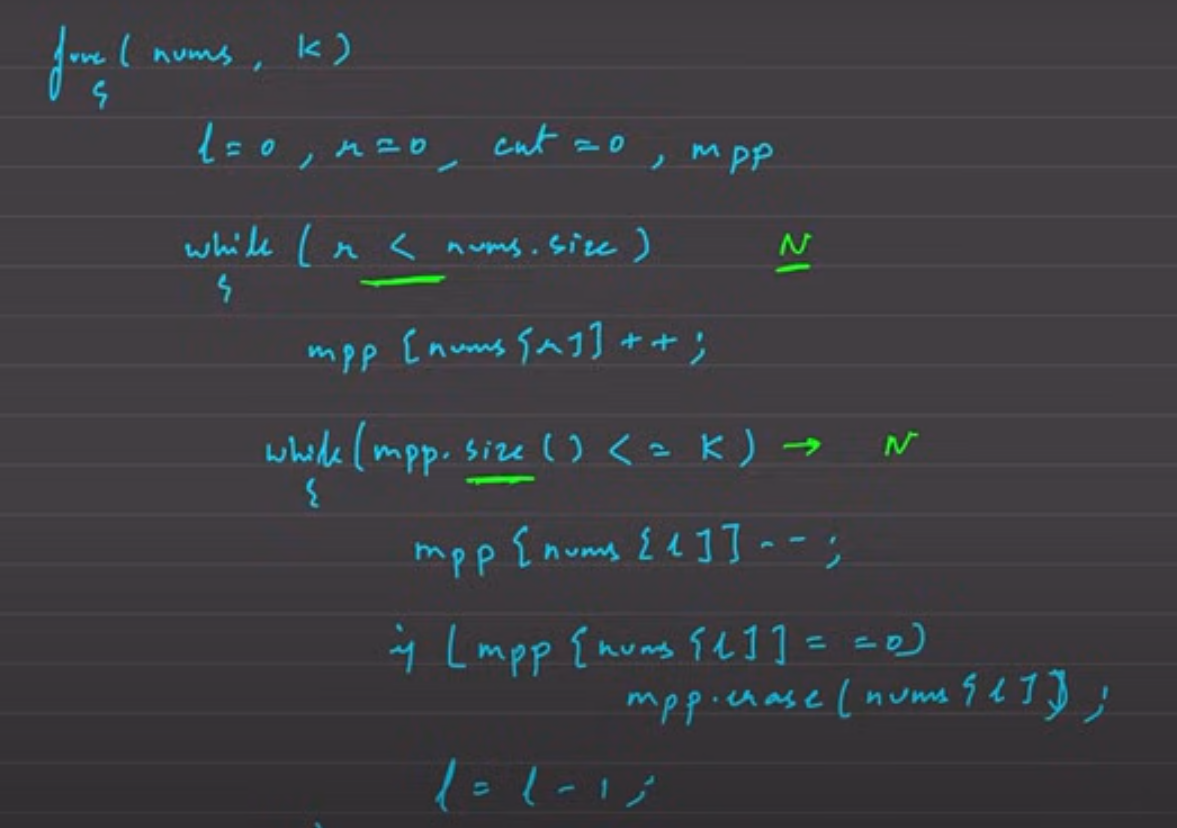 func(nums, K)
{
l=0, r=0, cnt=0, mpp
while(r < nums.size) N
{
mpp[nums[r]]++;
while(mpp.size() <= K) → N
{
mpp[nums[l]]--;
if(mpp[nums[l]]==0)
mpp.erase(nums[l]);
l = l-1;